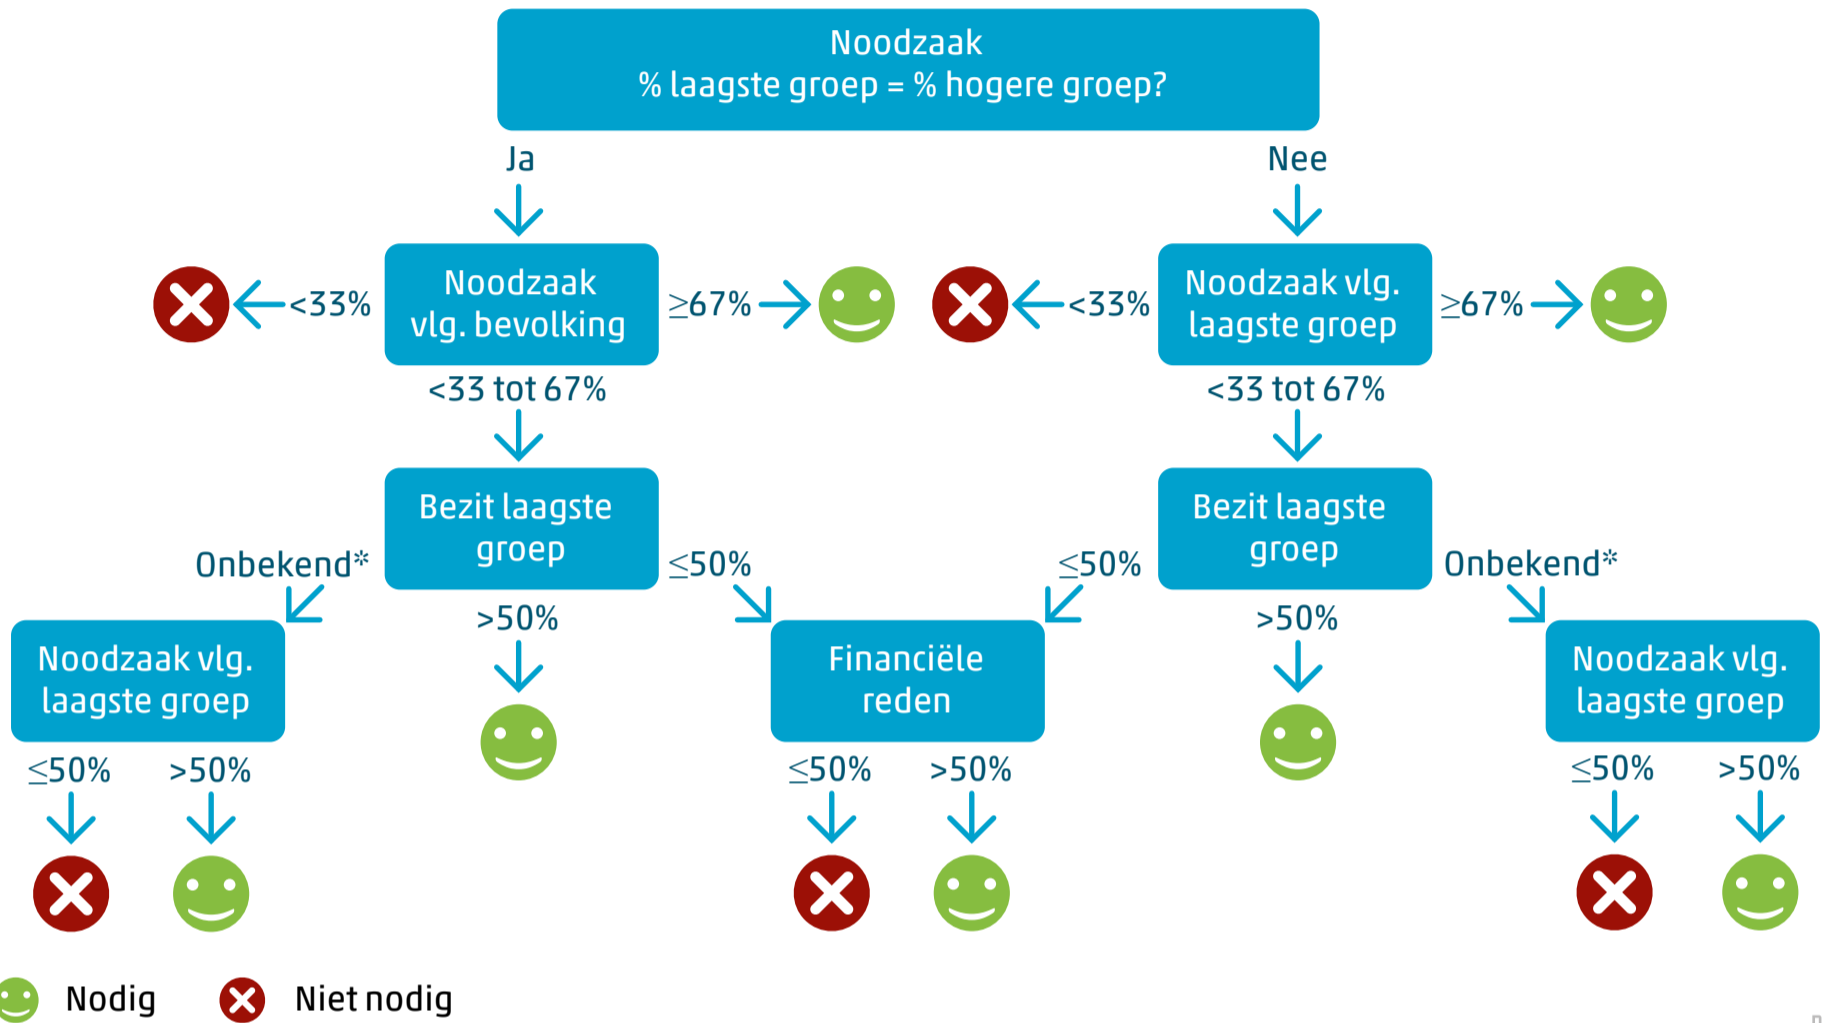 Noodzaak
% laagste groep = % hogere groep?
Ja
Nee
<33%
Noodzaak
vlg. bevolking
≥67%
<33%
Noodzaak vlg.
laagste groep
≥67%
<33 tot 67%
<33 tot 67%
Bezit laagste
groep
Bezit laagste
groep
Onbekend*
≤50%
≤50%
Onbekend*
>50%
>50%
Noodzaak vlg.
laagste groep
Financiële
reden
Noodzaak vlg.
laagste groep
≤50%
>50%
≤50%
>50%
≤50%
>50%
Nodig
Niet nodig